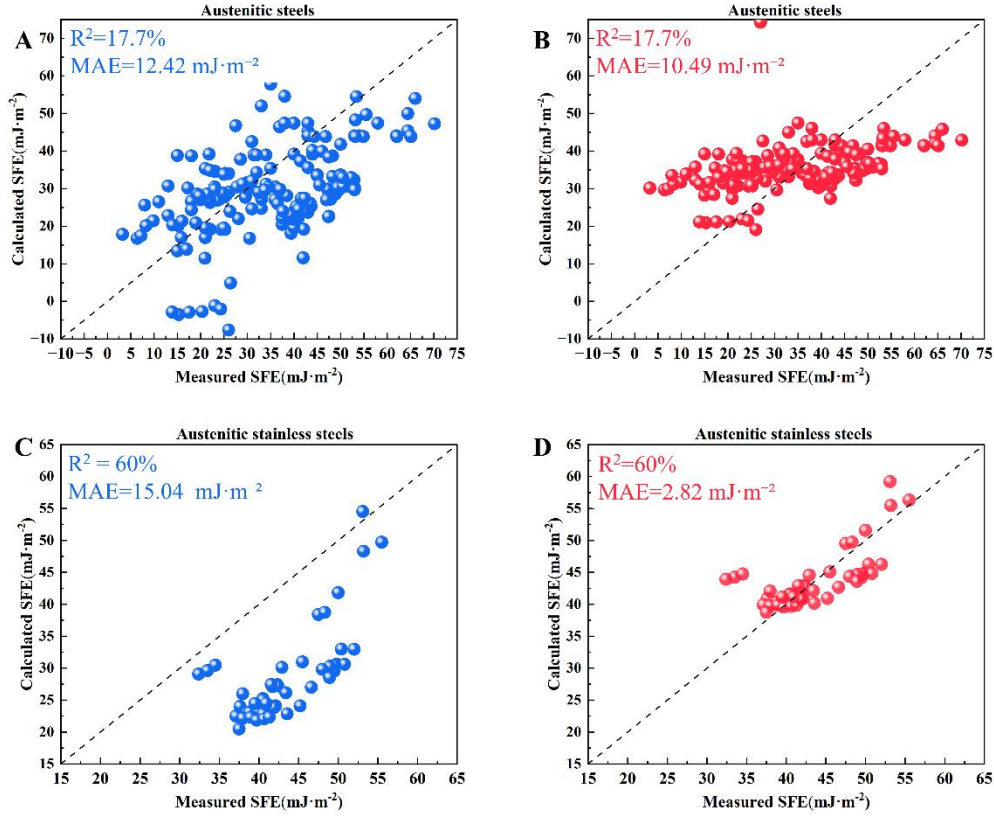 Austenitic steels
A
R²=17.7%
MAE=12.42 mJ·m⁻²
Calculated SFE(mJ·m⁻²)
70
60
50
40
30
20
10
0
−10
−10 −5 0 5 10 15 20 25 30 35 40 45 50 55 60 65 70 75
Measured SFE(mJ·m⁻²)
Austenitic steels
B
R²=17.7%
MAE=10.49 mJ·m⁻²
Calculated SFE(mJ·m⁻²)
70
60
50
40
30
20
10
0
−10
−10 −5 0 5 10 15 20 25 30 35 40 45 50 55 60 65 70 75
Measured SFE(mJ·m⁻²)
Austenitic stainless steels
C
R² = 60%
MAE=15.04 mJ·m⁻²
Calculated SFE(mJ·m⁻²)
65
60
55
50
45
40
35
30
25
20
15
15 20 25 30 35 40 45 50 55 60 65
Measured SFE(mJ·m⁻²)
Austenitic stainless steels
D
R²=60%
MAE=2.82 mJ·m⁻²
Calculated SFE(mJ·m⁻²)
65
60
55
50
45
40
35
30
25
20
15
15 20 25 30 35 40 45 50 55 60 65
Measured SFE(mJ·m⁻²)